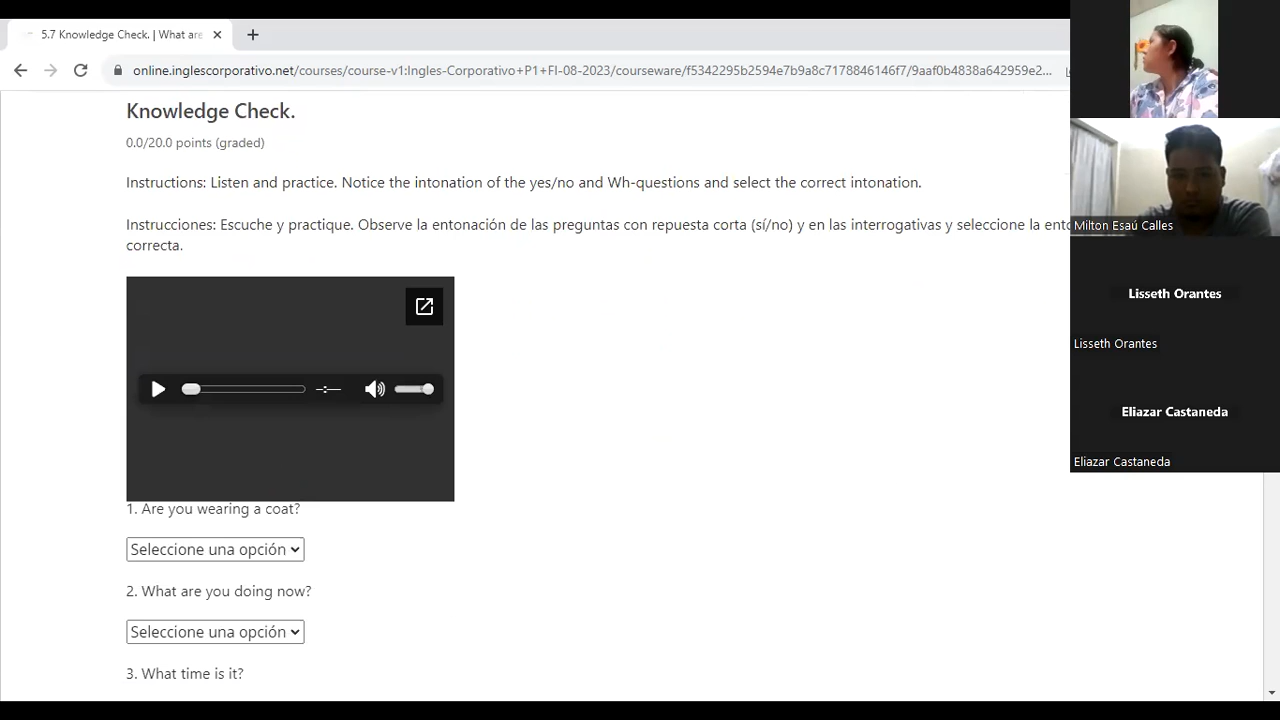 5.7 Knowledge Check. | What are
online.inglescorporativo.net/courses/course-v1:Ingles-Corporativo+P1+FI-08-2023/courseware/f5342295b2594e7b9a8c7178846146f7/9aaf0b4838a642959e2...
Knowledge Check.
0.0/20.0 points (graded)
Instructions: Listen and practice. Notice the intonation of the yes/no and Wh-questions and select the correct intonation.
Instrucciones: Escuche y practique. Observe la entonación de las preguntas con repuesta corta (sí/no) y en las interrogativas y seleccione la ento
correcta.
-:-
1. Are you wearing a coat?
Seleccione una opción
2. What are you doing now?
Seleccione una opción
3. What time is it?
Milton Esaú Calles
Lisseth Orantes
Lisseth Orantes
Eliazar Castaneda
Eliazar Castaneda